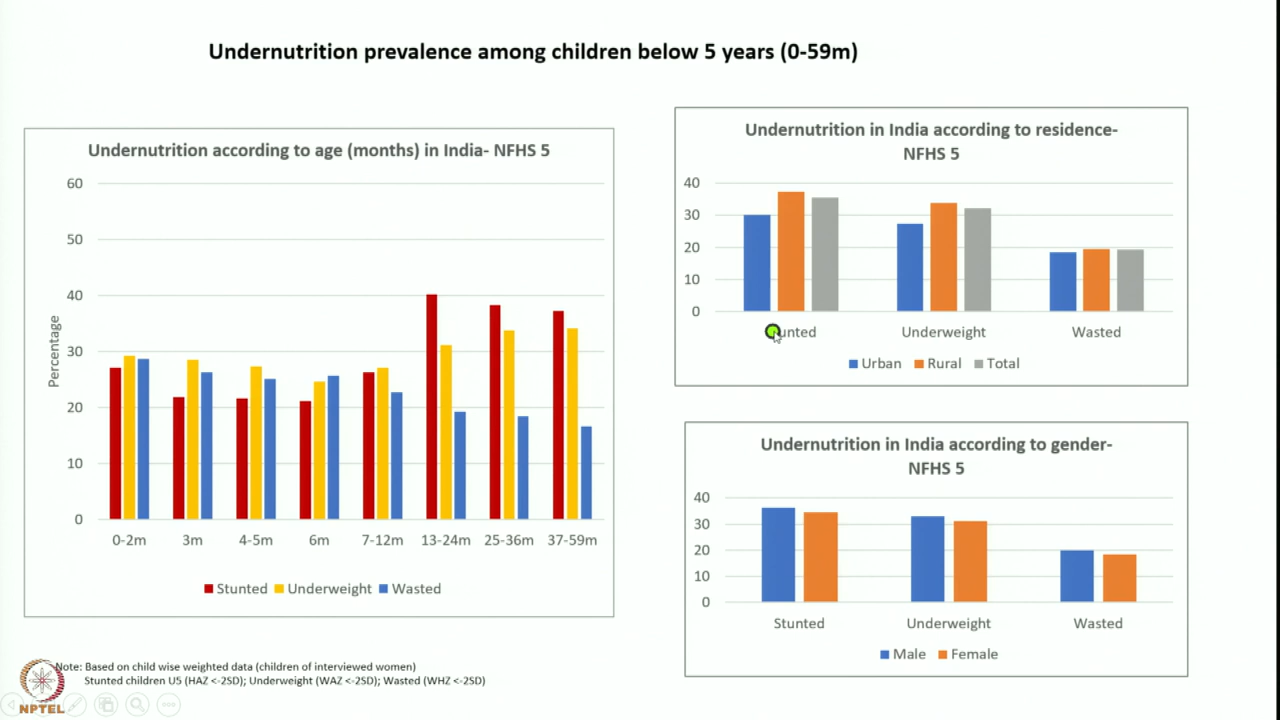 Undernutrition prevalence among children below 5 years (0-59m)
Undernutrition according to age (months) in India- NFHS 5
60
50
40
30
20
10
0
Percentage
0-2m 3m 4-5m 6m 7-12m 13-24m 25-36m 37-59m
Stunted Underweight Wasted
Undernutrition in India according to residence-
NFHS 5
40
30
20
10
0
unted Underweight Wasted
Urban Rural Total
Undernutrition in India according to gender-
NFHS 5
40
30
20
10
0
Stunted Underweight Wasted
Male Female
Note: Based on child wise weighted data (children of interviewed women)
Stunted children U5 (HAZ <-2SD); Underweight (WAZ <-2SD); Wasted (WHZ <-2SD)
NPTEL